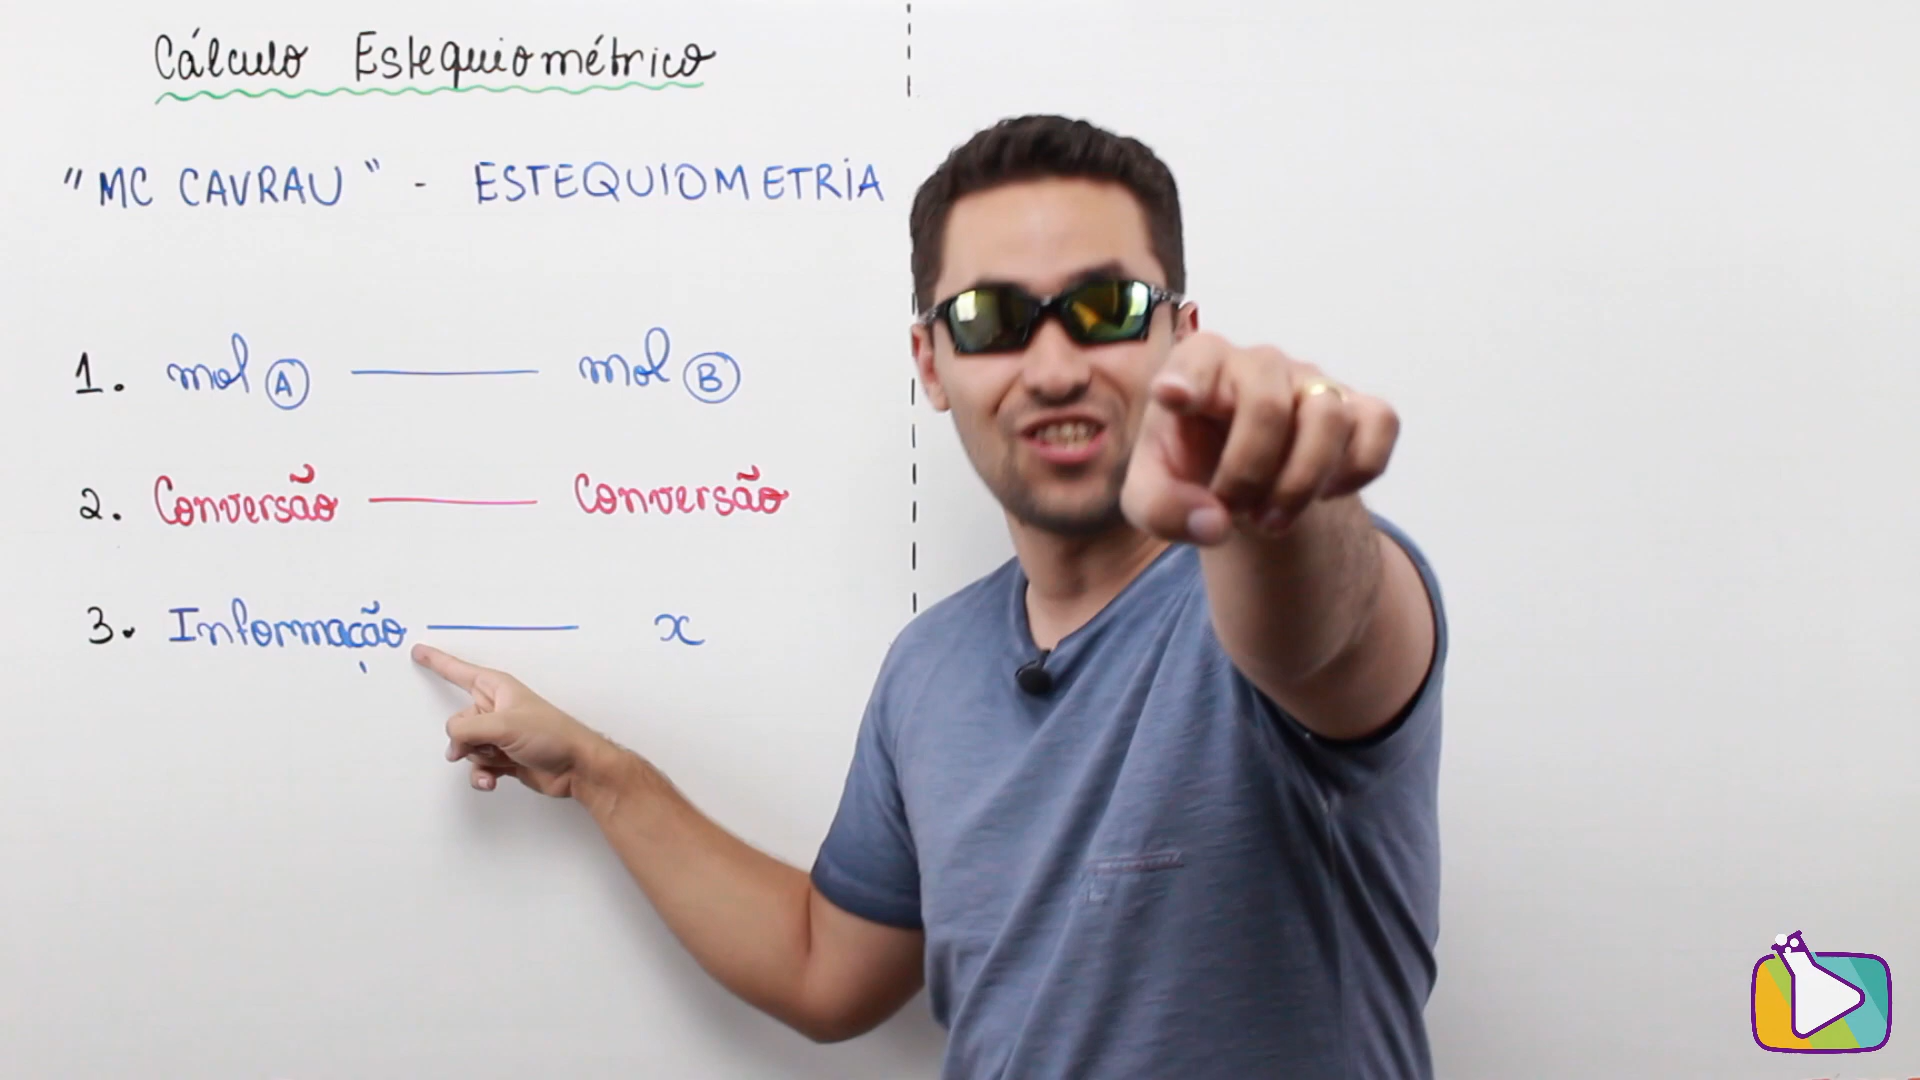 Cálculo Estequiométrico
"MC CAVRAU" - ESTEQUIOMETRIA
1. mol A — mol B
2. Conversão — Conversão
3. Informação — x